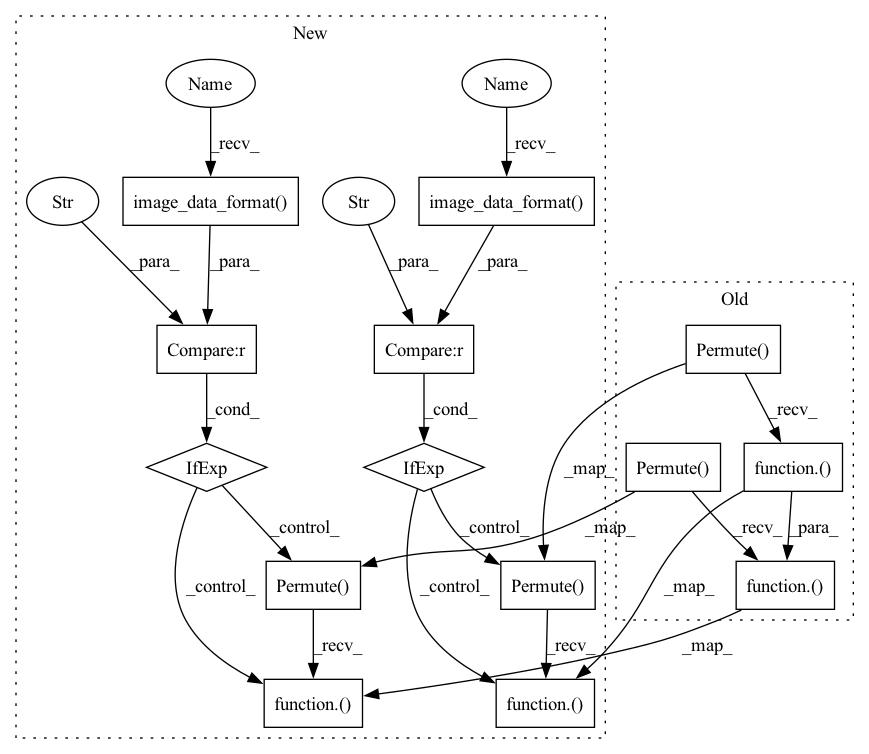 New
Name
Name
_recv_
_recv_
Str
image_data_format()
Str
image_data_format()
_para_
_para_
_para_
_para_
Old
Compare:r
Compare:r
Permute()
_cond_
_cond_
_recv_
IfExp
IfExp
Permute()
function.()
_map_
_control_
_control_
_map_
_recv_
_para_
_control_
Permute()
_control_
Permute()
_map_
function.()
_recv_
_recv_
_map_
function.()
function.()